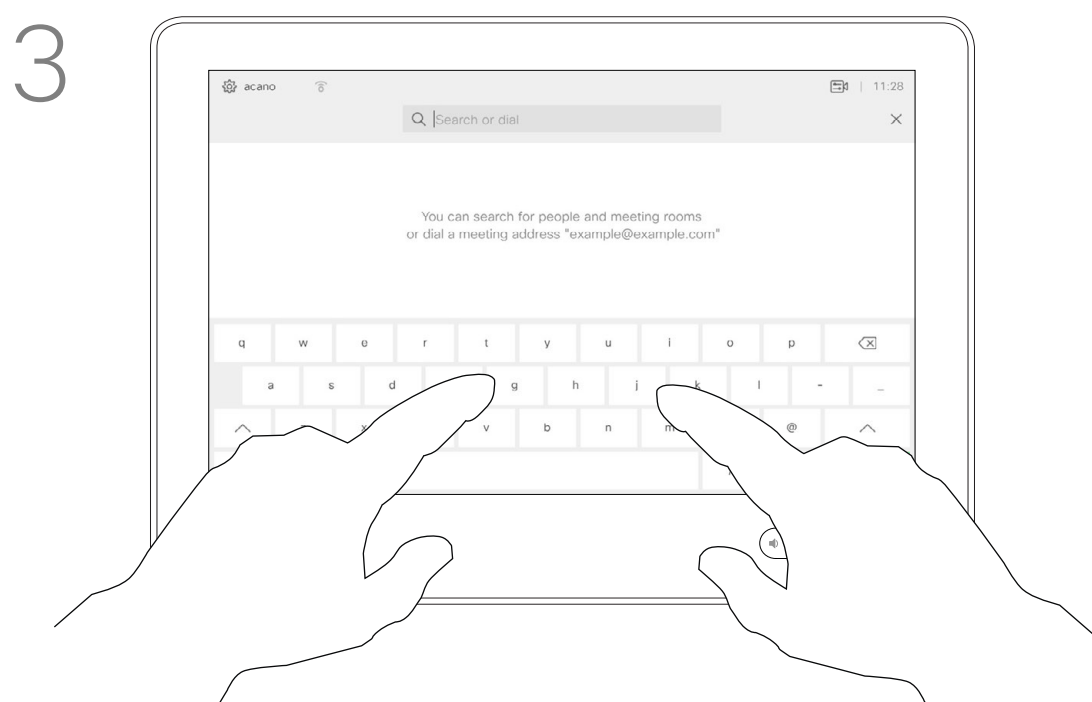 3
acano
11:28
Search or dial
You can search for people and meeting rooms
or dial a meeting address "example@example.com"
q w e r t y u i o p
a s d g h j k l - _
x v b n m @